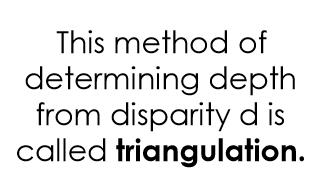 This method of
determining depth
from disparity d is
called triangulation.